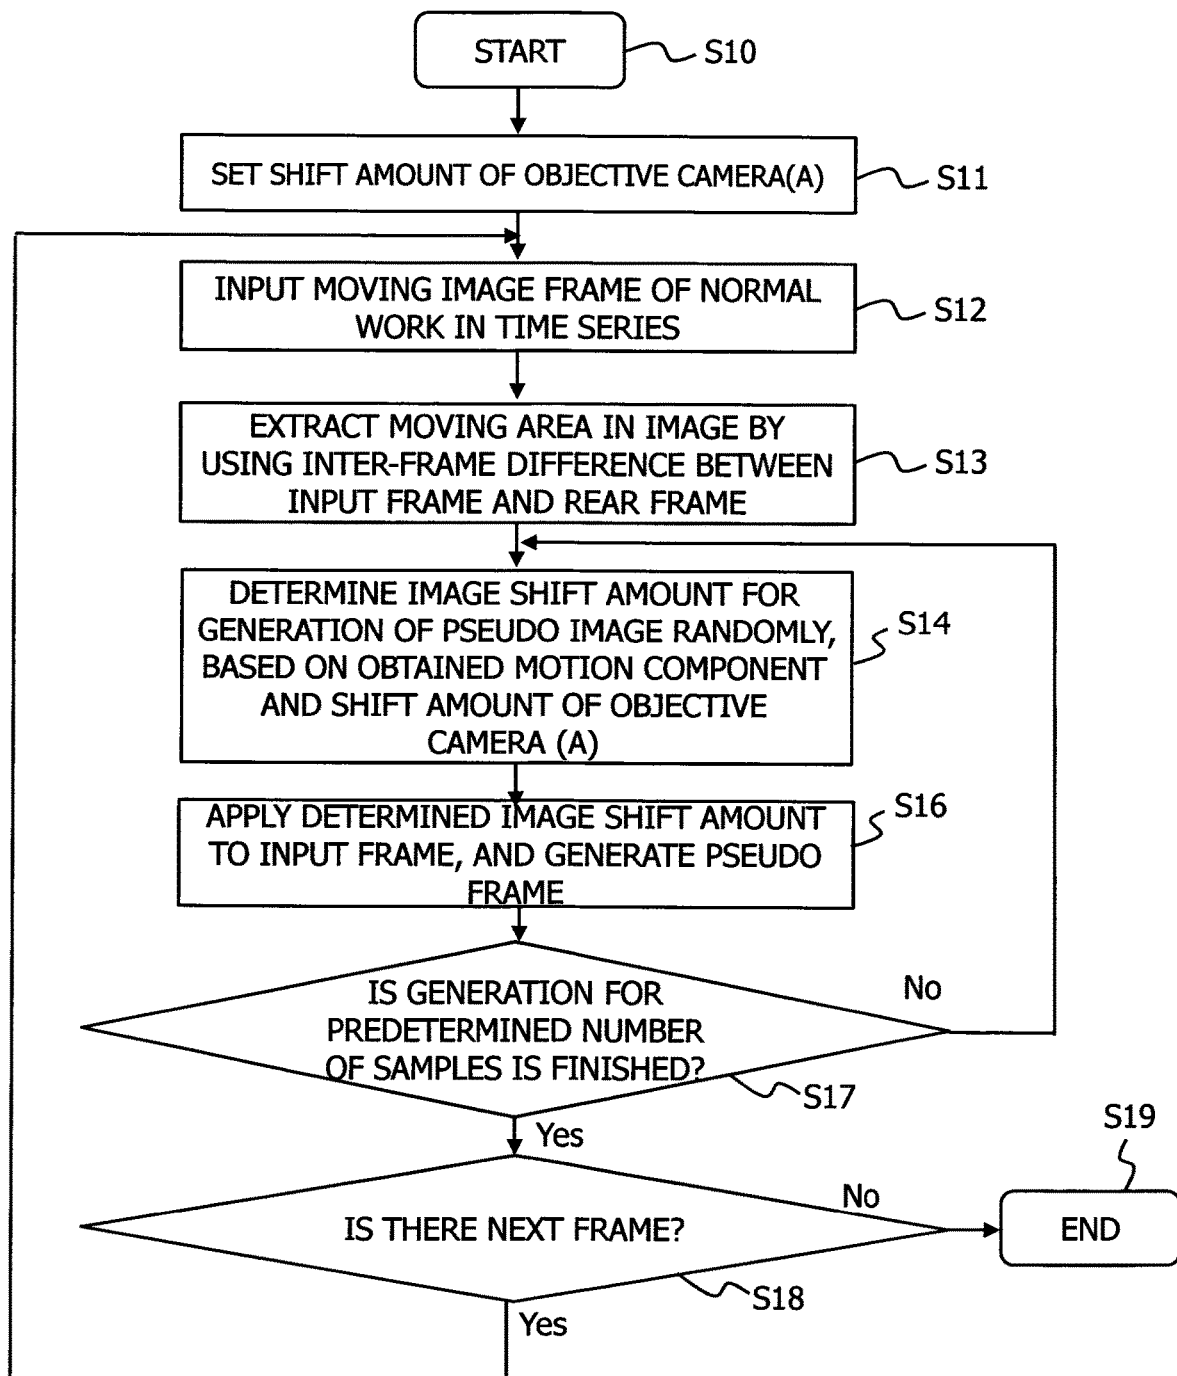 START
S10
SET SHIFT AMOUNT OF OBJECTIVE CAMERA(A)
S11
INPUT MOVING IMAGE FRAME OF NORMAL
WORK IN TIME SERIES
S12
EXTRACT MOVING AREA IN IMAGE BY
USING INTER-FRAME DIFFERENCE BETWEEN
INPUT FRAME AND REAR FRAME
S13
DETERMINE IMAGE SHIFT AMOUNT FOR
GENERATION OF PSEUDO IMAGE RANDOMLY,
BASED ON OBTAINED MOTION COMPONENT
AND SHIFT AMOUNT OF OBJECTIVE
CAMERA (A)
S14
APPLY DETERMINED IMAGE SHIFT AMOUNT
TO INPUT FRAME, AND GENERATE PSEUDO
FRAME
S16
IS GENERATION FOR
PREDETERMINED NUMBER
OF SAMPLES IS FINISHED?
No
S17
Yes
IS THERE NEXT FRAME?
No
S18
Yes
S19
END